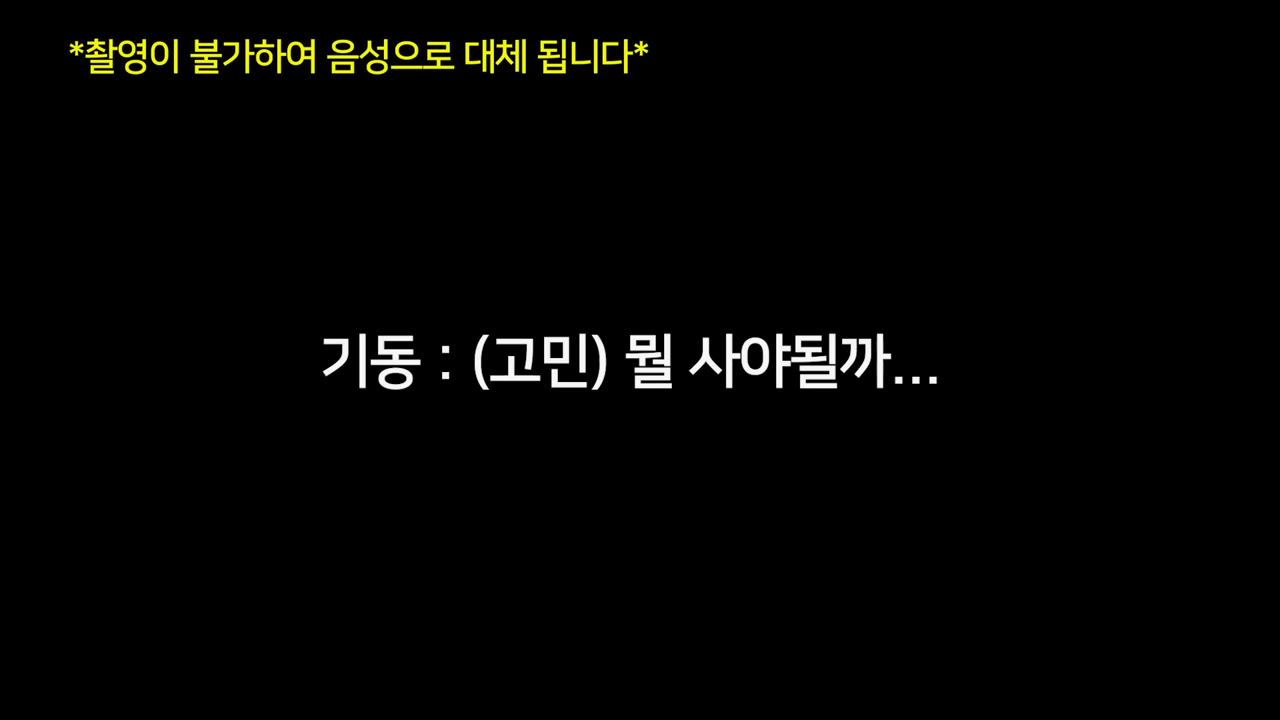 *촬영이 불가하여 음성으로 대체 됩니다*
기동 : (고민) 뭘 사야될까...